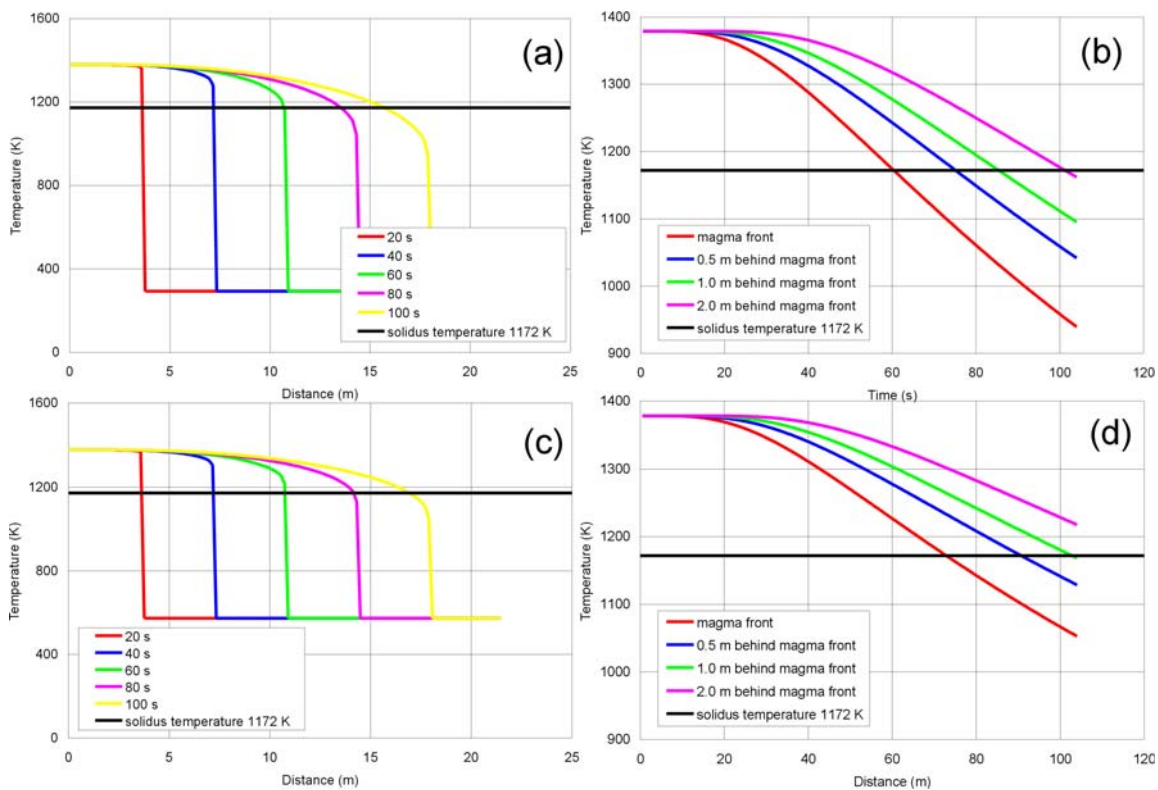 1600
1200
800
400
0
Temperature (K)
(a)
20 s
40 s
60 s
80 s
100 s
solidus temperature 1172 K
0 5 10 15 20 25
Distance (m)
1400
1300
1200
1100
1000
900
Temperature (K)
(b)
magma front
0.5 m behind magma front
1.0 m behind magma front
2.0 m behind magma front
solidus temperature 1172 K
0 20 40 60 80 100 120
Time (s)
1600
1200
800
400
0
Temperature (K)
(c)
20 s
40 s
60 s
80 s
100 s
solidus temperature 1172 K
0 5 10 15 20 25
Distance (m)
1400
1300
1200
1100
1000
900
Temperature (K)
(d)
magma front
0.5 m behind magma front
1.0 m behind magma front
2.0 m behind magma front
solidus temperature 1172 K
0 20 40 60 80 100 120
Distance (m)